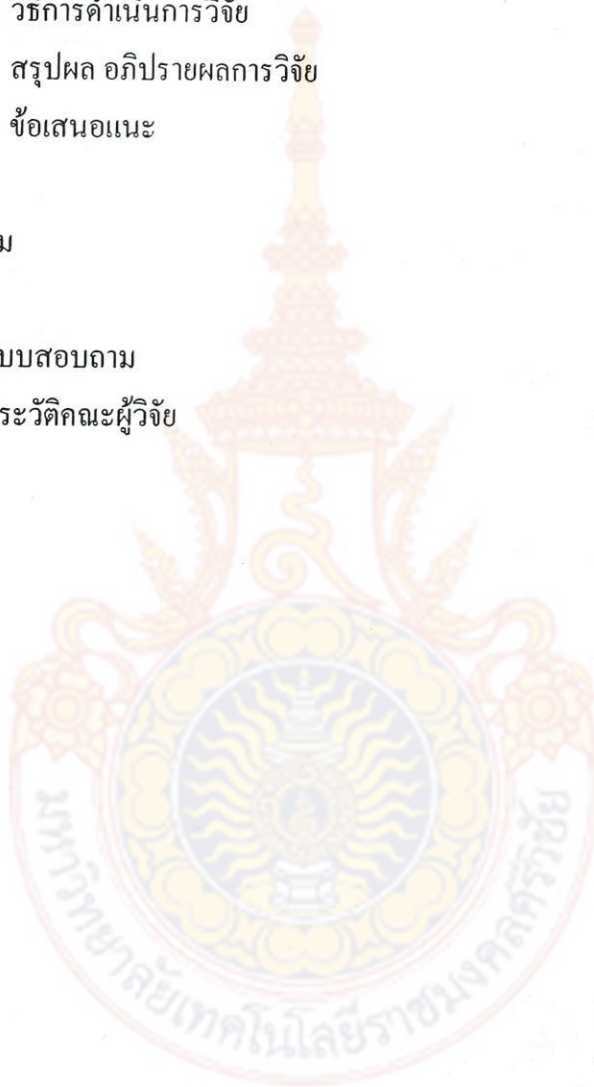 วิธีการดำเนินการวิจัย
สรุปผล อภิปรายผลการวิจัย
ข้อเสนอแนะ
ม
บบสอบถาม
ระวัติคณะผู้วิจัย
มหาวิทยาลัยเทคโนโลยีราชมงคลศรีวิชัย